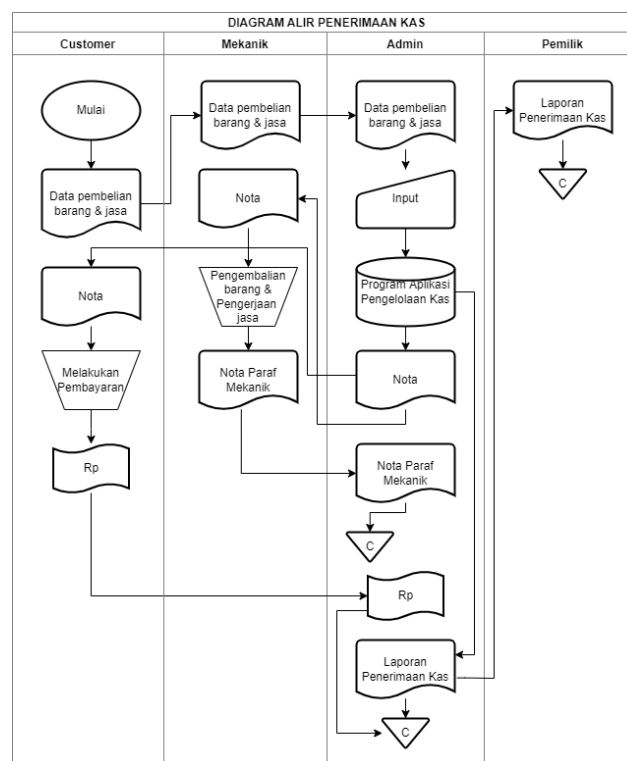 DIAGRAM ALIR PENERIMAAN KAS
Customer
Mekanik
Admin
Pemilik
Mulai
Data pembelian
barang & jasa
Nota
Melakukan
Pembayaran
Rp
Data pembelian
barang & jasa
Nota
Pengembalian
barang &
Pengerjaan
jasa
Nota Paraf
Mekanik
Data pembelian
barang & jasa
Input
Program Aplikasi
Pengelolaan Kas
Nota
Nota Paraf
Mekanik
C
Rp
Laporan
Penerimaan Kas
C
Laporan
Penerimaan Kas
C